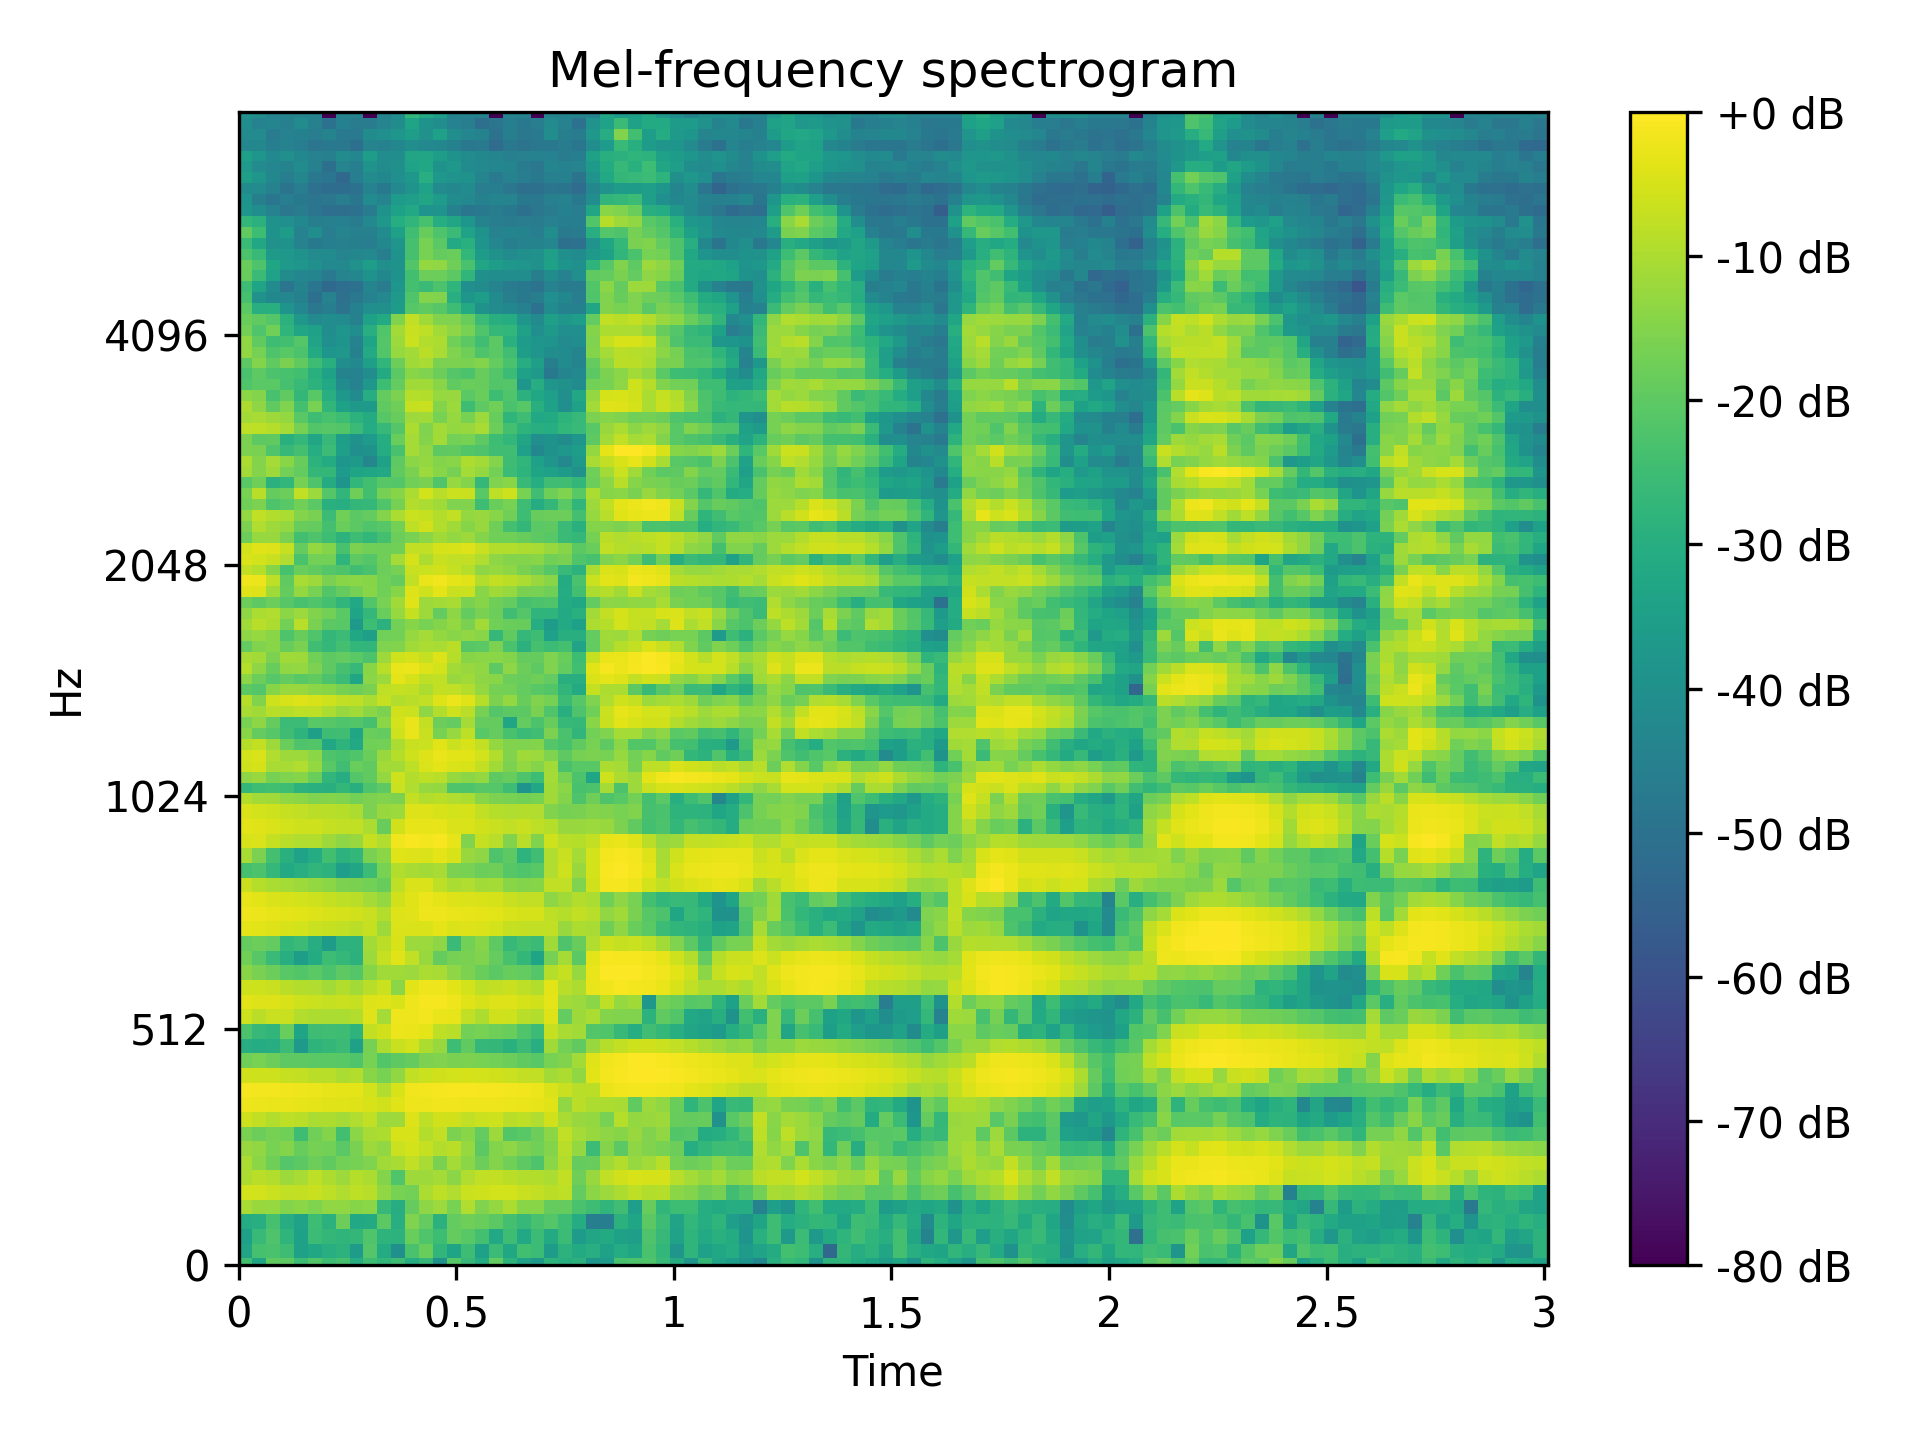 Mel-frequency spectrogram
+0 dB
-10 dB
4096
-20 dB
-30 dB
2048
-40 dB
Hz
1024
-50 dB
-60 dB
512
-70 dB
0
-80 dB
0 0.5 1 1.5 2 2.5 3
Time